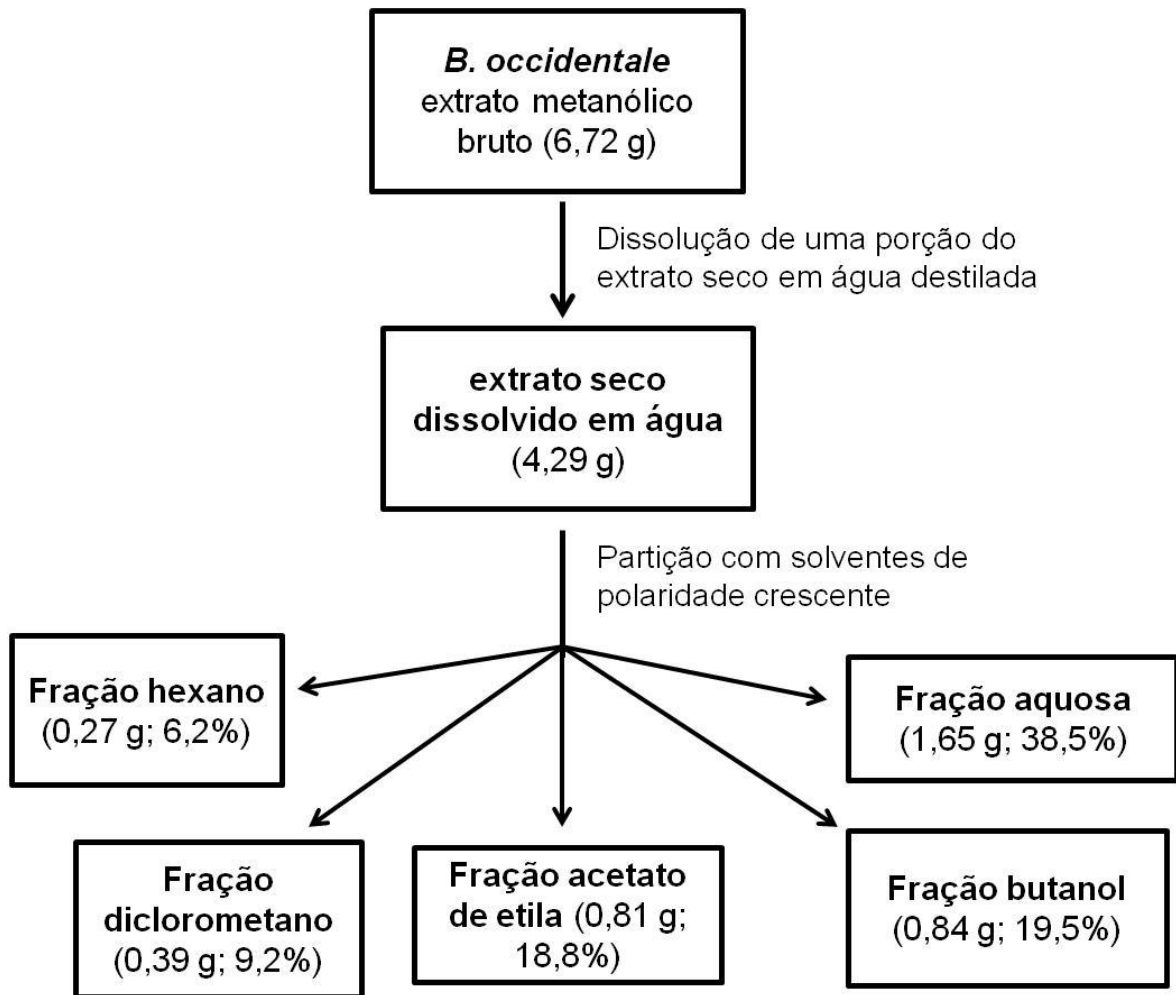 B. occidentale
extrato metanólico
bruto (6,72 g)
Dissolução de uma porção do
extrato seco em água destilada
extrato seco
dissolvido em água
(4,29 g)
Partição com solventes de
polaridade crescente
Fração hexano
(0,27 g; 6,2%)
Fração aquosa
(1,65 g; 38,5%)
Fração
diclorometano
(0,39 g; 9,2%)
Fração acetato
de etila (0,81 g;
18,8%)
Fração butanol
(0,84 g; 19,5%)